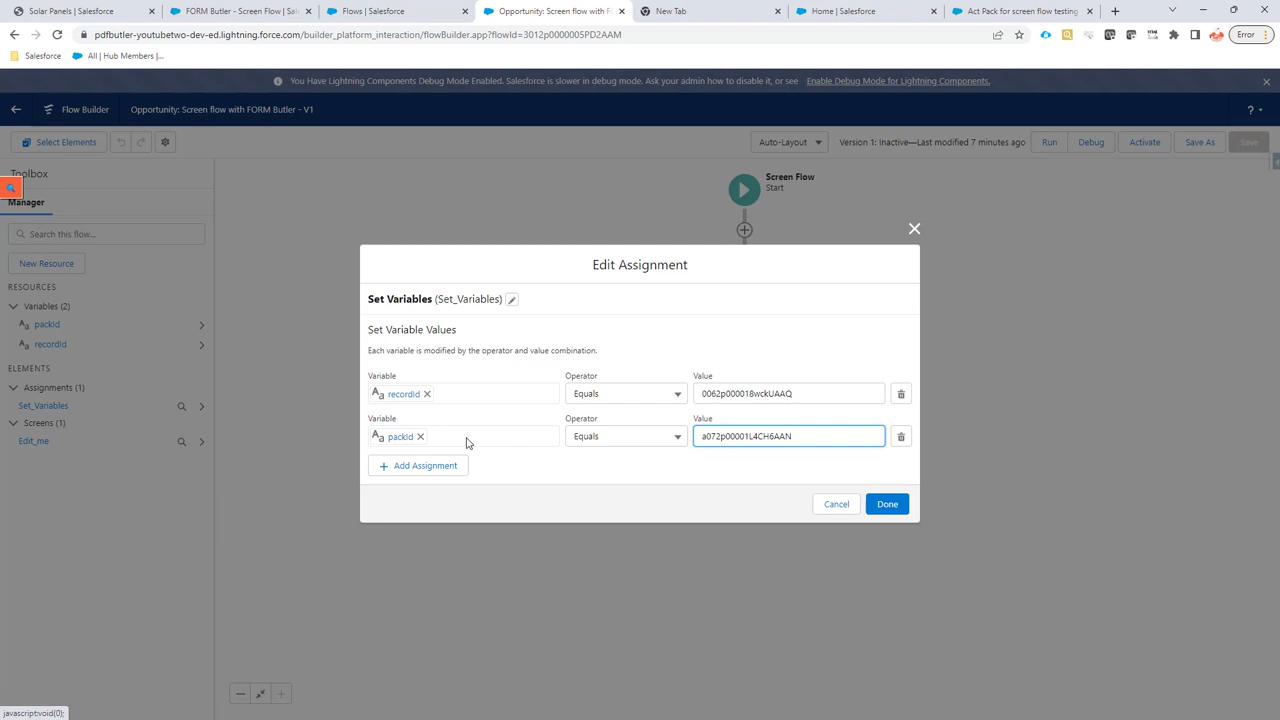 Solar Panels | Salesforce
FORM Butler - Screen Flow | Sal
Flows | Salesforce
Opportunity: Screen flow with F
New Tab
Home | Salesforce
Act Pack for screen flow testing
pdfbutler-youtubetwo-dev-ed.lightning.force.com/builder_platform_interaction/flowBuilder.app?flowId=3012p0000005PD2AAM
Error
Salesforce
All | Hub Members |...
You Have Lightning Components Debug Mode Enabled. Salesforce is slower in debug mode. Ask your admin how to disable it, or see Enable Debug Mode for Lightning Components.
Flow Builder
Opportunity: Screen flow with FORM Butler - V1
?
Select Elements
Auto-Layout
Version 1: Inactive—Last modified 7 minutes ago
Run
Debug
Activate
Save As
Save
Toolbox
Manager
Search this flow...
New Resource
RESOURCES
Variables (2)
packId
recordId
ELEMENTS
Assignments (1)
Set_Variables
Screens (1)
Edit_me
Screen Flow
Start
Edit Assignment
Set Variables (Set_Variables)
Set Variable Values
Each variable is modified by the operator and value combination.
Variable
Operator
Value
recordId
Equals
0062p000018wckUAAQ
Variable
Operator
Value
packId
Equals
a072p00001L4CH6AAN
Add Assignment
Cancel
Done
javascript:void(0);